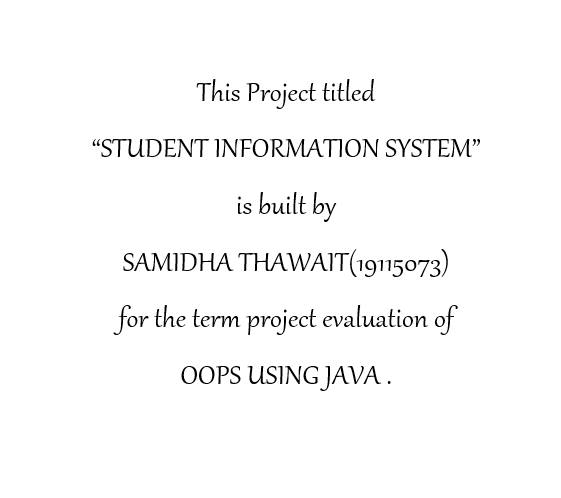 This Project titled
“STUDENT INFORMATION SYSTEM”
is built by
SAMIDHA THAWAIT(19115073)
for the term project evaluation of
OOPS USING JAVA .